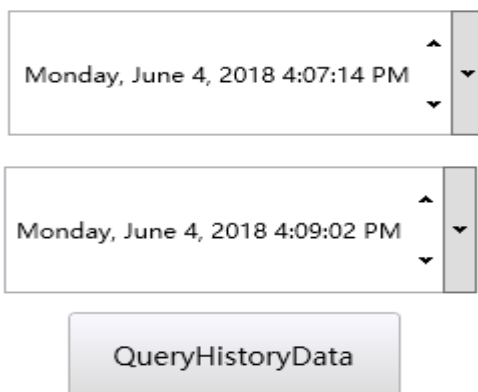 Monday, June 4, 2018 4:07:14 PM
Monday, June 4, 2018 4:09:02 PM
QueryHistoryData